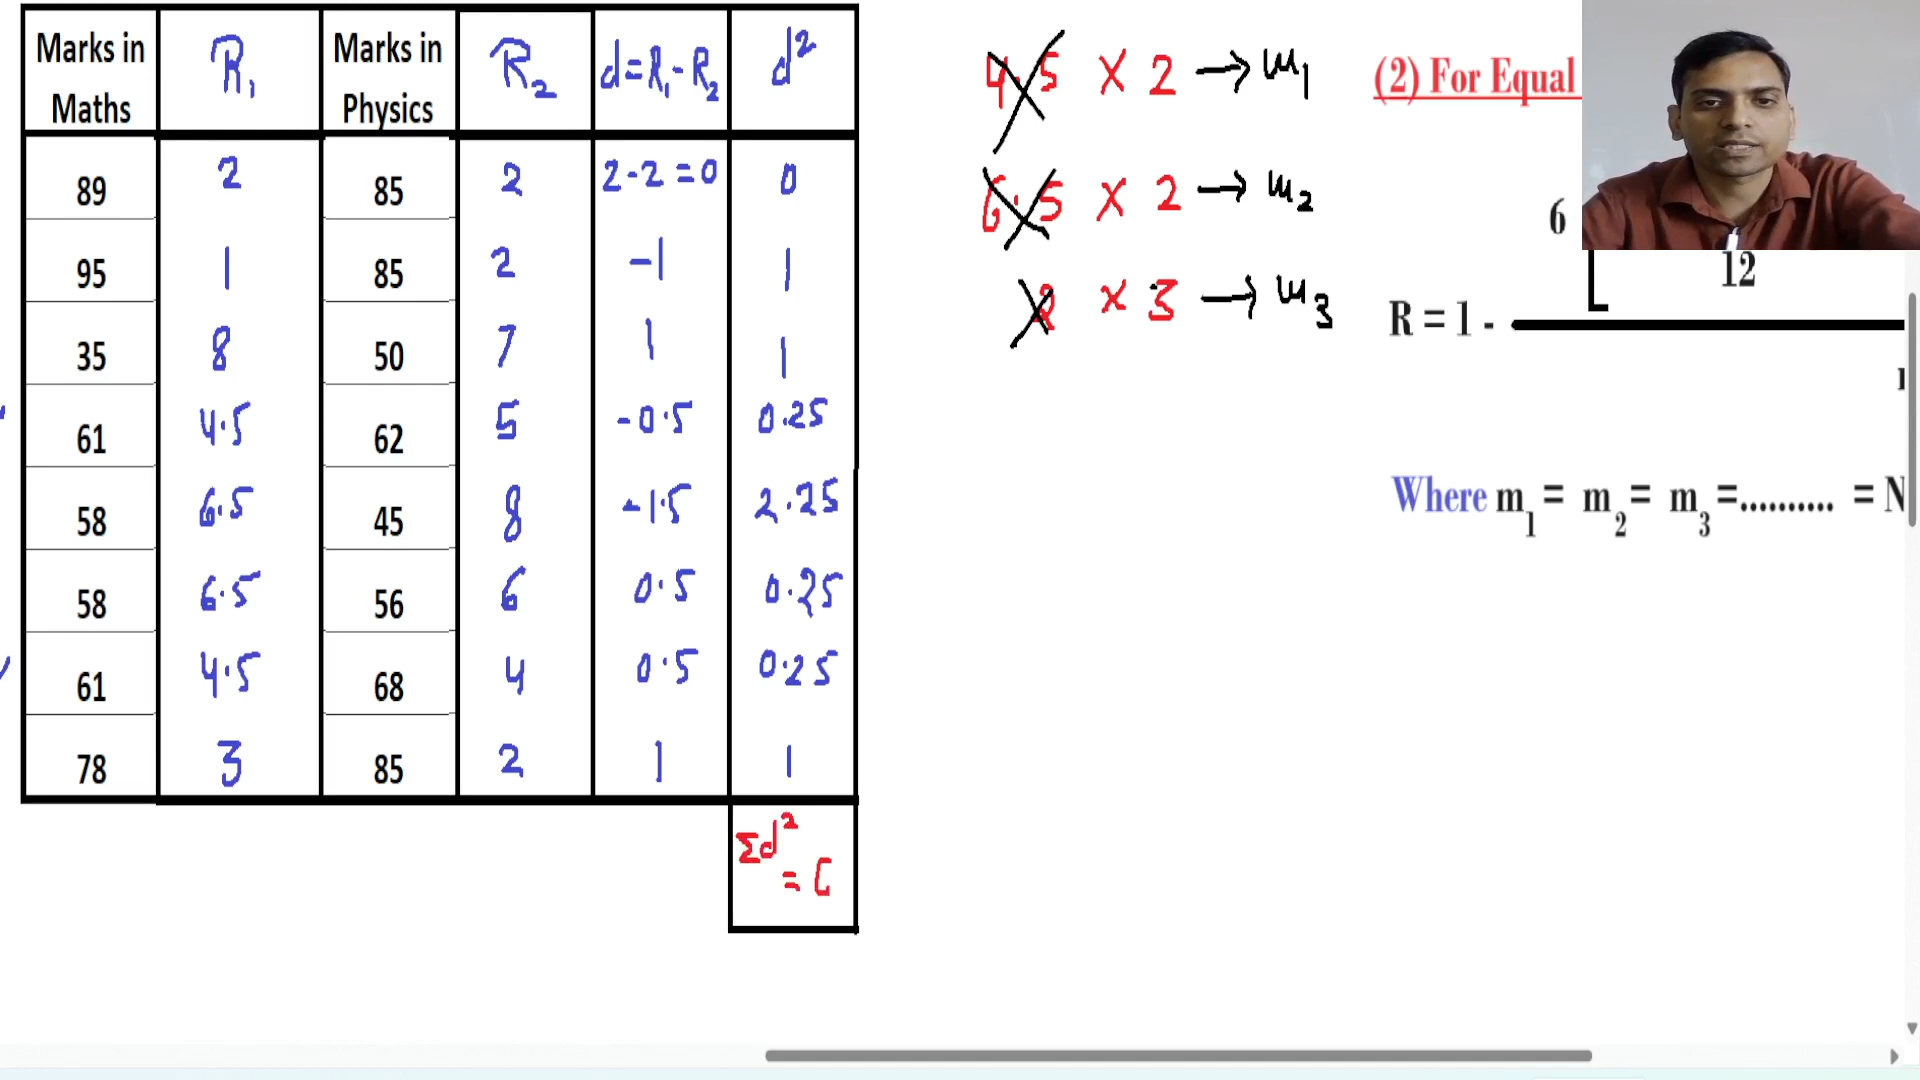 Marks in Maths R₁ Marks in Physics R₂ d=R₁-R₂ d²
89 2 85 2 2-2=0 0
95 1 85 2 -1 1
35 8 50 7 1 1
61 4.5 62 5 -0.5 0.25
58 6.5 45 8 -1.5 2.25
58 6.5 56 6 0.5 0.25
61 4.5 68 4 0.5 0.25
78 3 85 2 1 1
Σd²
=
4.5 × 2 → m₁
6.5 × 2 → m₂
2 × 3 → m₃
(2) For Equal
6
12
R = 1 -
Where m₁ = m₂ = m₃ =.......... = N